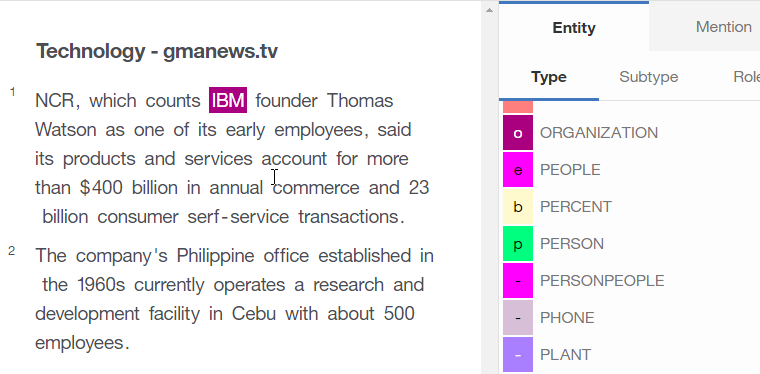 Technology - gmanews.tv
1
NCR, which counts IBM founder Thomas
Watson as one of its early employees, said
its products and services account for more
than $400 billion in annual commerce and 23
billion consumer serf-service transactions.
2
The company's Philippine office established in
the 1960s currently operates a research and
development facility in Cebu with about 500
employees.
Entity Mention
Type Subtype Role
o ORGANIZATION
e PEOPLE
b PERCENT
p PERSON
- PERSONPEOPLE
- PHONE
- PLANT